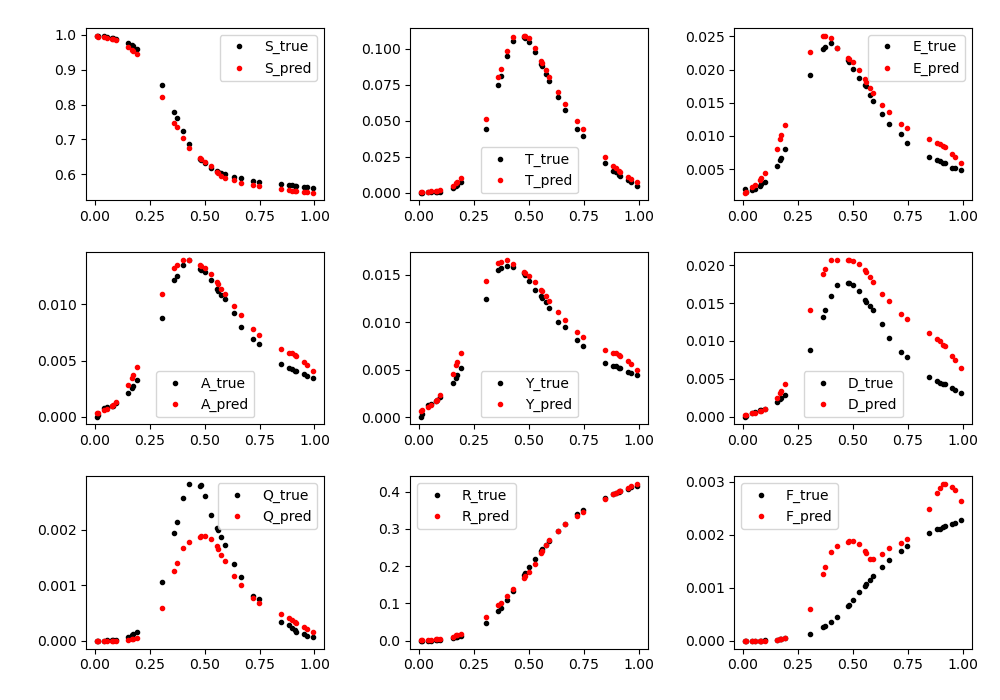 1.0
0.9
0.8
0.7
0.6
S_true
S_pred
0.00 0.25 0.50 0.75 1.00
0.100
0.075
0.050
0.025
0.000
T_true
T_pred
0.00 0.25 0.50 0.75 1.00
0.025
0.020
0.015
0.010
0.005
E_true
E_pred
0.00 0.25 0.50 0.75 1.00
0.010
0.005
0.000
A_true
A_pred
0.00 0.25 0.50 0.75 1.00
0.015
0.010
0.005
0.000
Y_true
Y_pred
0.00 0.25 0.50 0.75 1.00
0.020
0.015
0.010
0.005
0.000
D_true
D_pred
0.00 0.25 0.50 0.75 1.00
0.002
0.001
0.000
Q_true
Q_pred
0.00 0.25 0.50 0.75 1.00
0.4
0.3
0.2
0.1
0.0
R_true
R_pred
0.00 0.25 0.50 0.75 1.00
0.003
0.002
0.001
0.000
F_true
F_pred
0.00 0.25 0.50 0.75 1.00